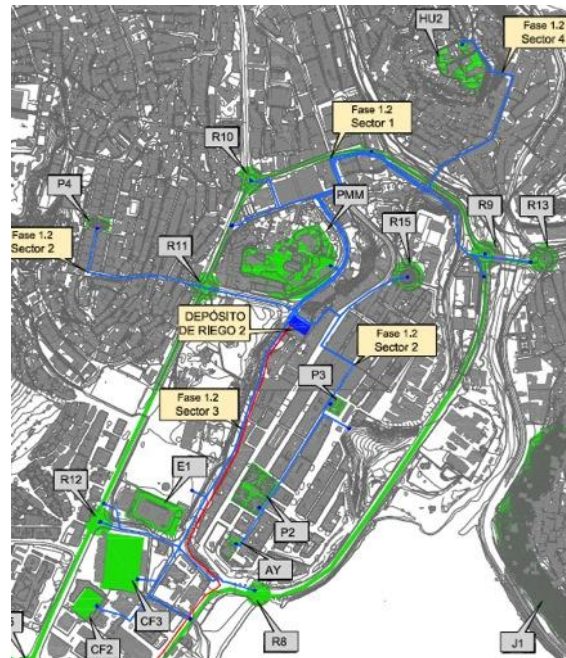 HU2
Fase 1.2
Sector 4
Fase 1.2
Sector 1
R10
PMM
P4
R15
R9
R13
Fase 1.2
Sector 2
R11
DEPÓSITO
DE RIEGO 2
Fase 1.2
Sector 2
P3
Fase 1.2
Sector 3
E1
R12
P2
AY
CF3
CF2
R8
J1